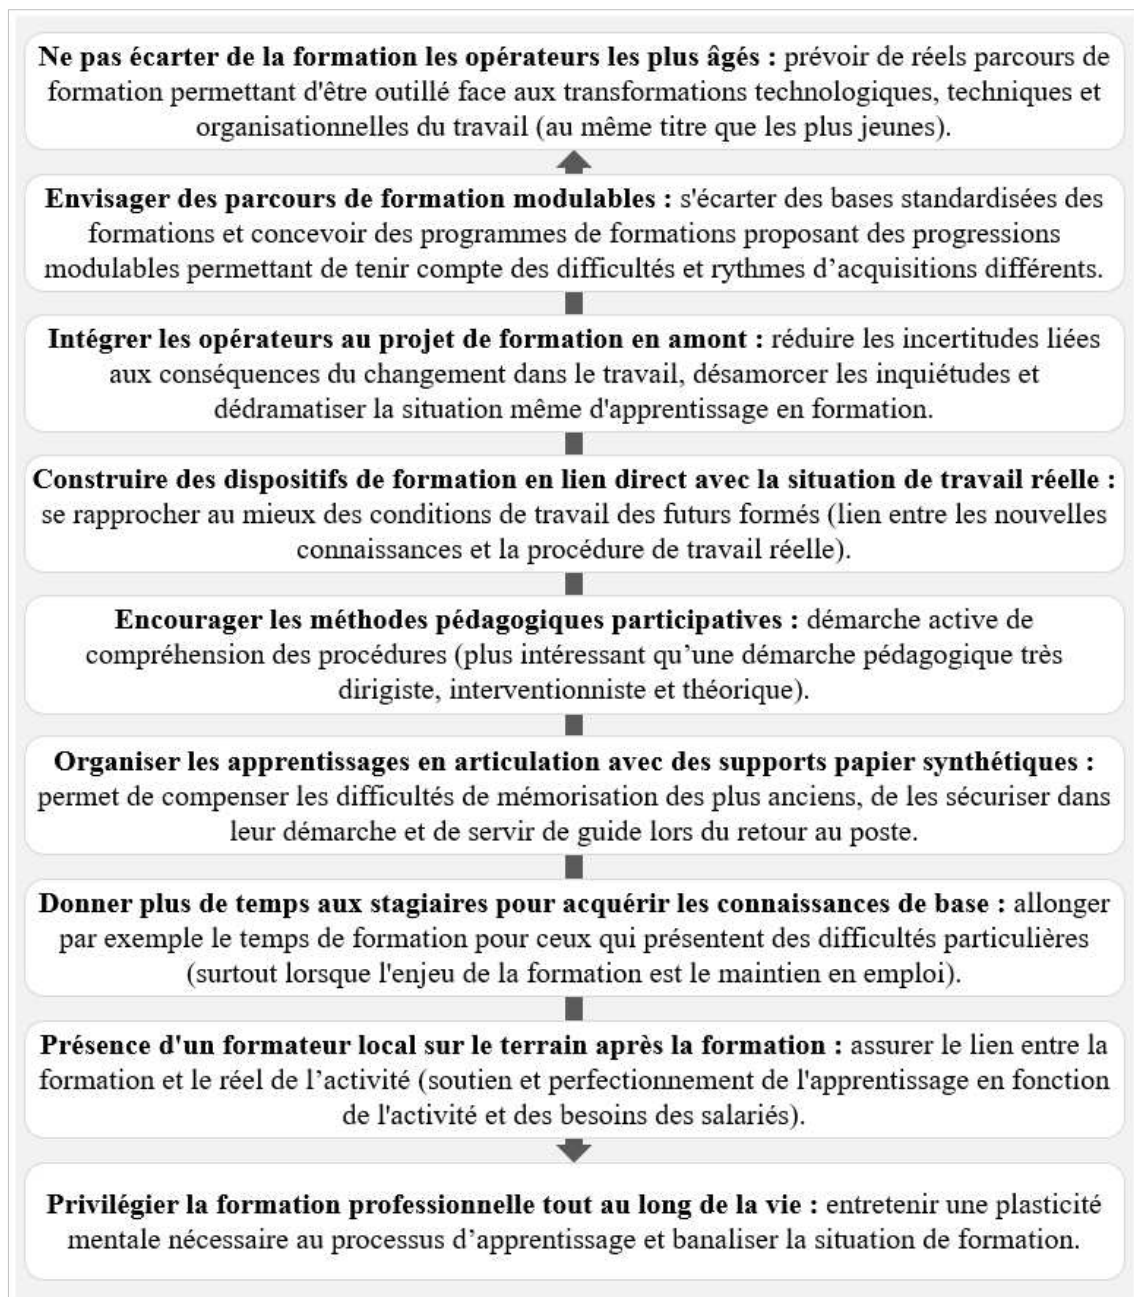 Ne pas écarter de la formation les opérateurs les plus âgés : prévoir de réels parcours de
formation permettant d'être outillé face aux transformations technologiques, techniques et
organisationnelles du travail (au même titre que les plus jeunes).
Envisager des parcours de formation modulables : s'écarter des bases standardisées des
formations et concevoir des programmes de formations proposant des progressions
modulables permettant de tenir compte des difficultés et rythmes d’acquisitions différents.
Intégrer les opérateurs au projet de formation en amont : réduire les incertitudes liées
aux conséquences du changement dans le travail, désamorcer les inquiétudes et
dédramatiser la situation même d'apprentissage en formation.
Construire des dispositifs de formation en lien direct avec la situation de travail réelle :
se rapprocher au mieux des conditions de travail des futurs formés (lien entre les nouvelles
connaissances et la procédure de travail réelle).
Encourager les méthodes pédagogiques participatives : démarche active de
compréhension des procédures (plus intéressant qu’une démarche pédagogique très
dirigiste, interventionniste et théorique).
Organiser les apprentissages en articulation avec des supports papier synthétiques :
permet de compenser les difficultés de mémorisation des plus anciens, de les sécuriser dans
leur démarche et de servir de guide lors du retour au poste.
Donner plus de temps aux stagiaires pour acquérir les connaissances de base : allonger
par exemple le temps de formation pour ceux qui présentent des difficultés particulières
(surtout lorsque l'enjeu de la formation est le maintien en emploi).
Présence d'un formateur local sur le terrain après la formation : assurer le lien entre la
formation et le réel de l’activité (soutien et perfectionnement de l'apprentissage en fonction
de l'activité et des besoins des salariés).
Privilégier la formation professionnelle tout au long de la vie : entretenir une plasticité
mentale nécessaire au processus d’apprentissage et banaliser la situation de formation.